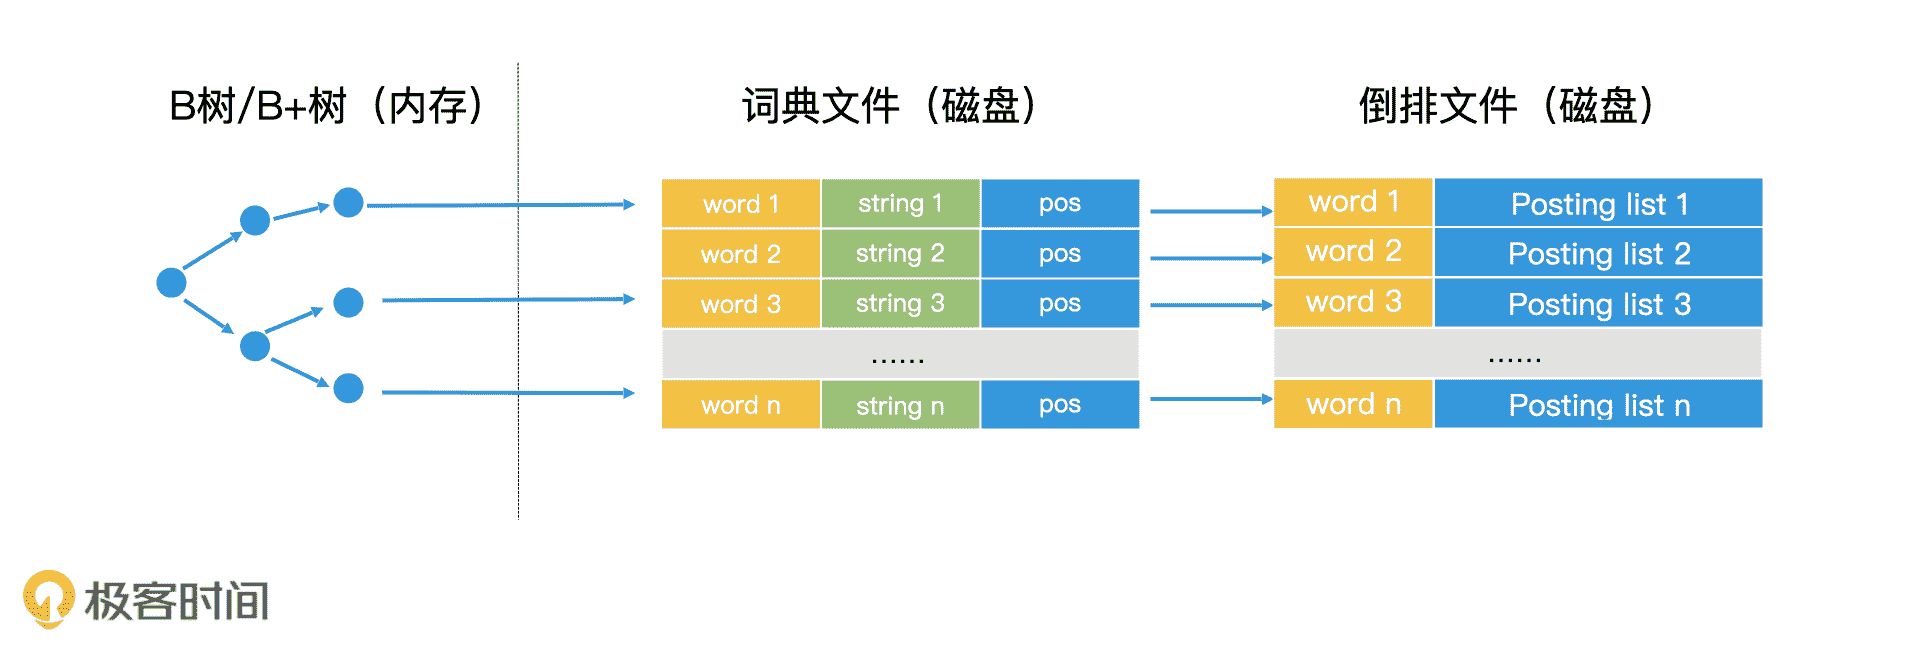 B树/B+树（内存） 词典文件（磁盘） 倒排文件（磁盘）
word 1 string 1 pos word 1 Posting list 1
word 2 string 2 pos word 2 Posting list 2
word 3 string 3 pos word 3 Posting list 3
…… ……
word n string n pos word n Posting list n
极客时间